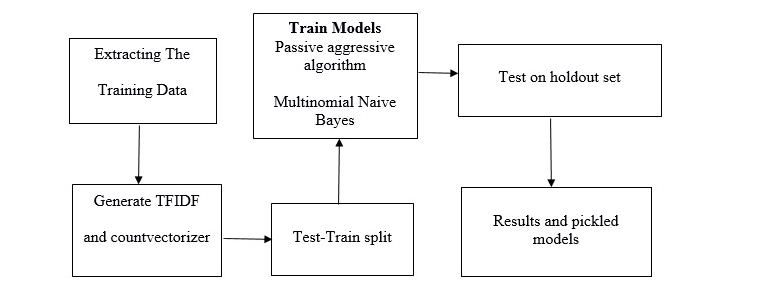 Extracting The
Training Data
Generate TFIDF
and countvectorizer
Test-Train split
Train Models
Passive aggressive
algorithm
Multinomial Naive
Bayes
Test on holdout set
Results and pickled
models